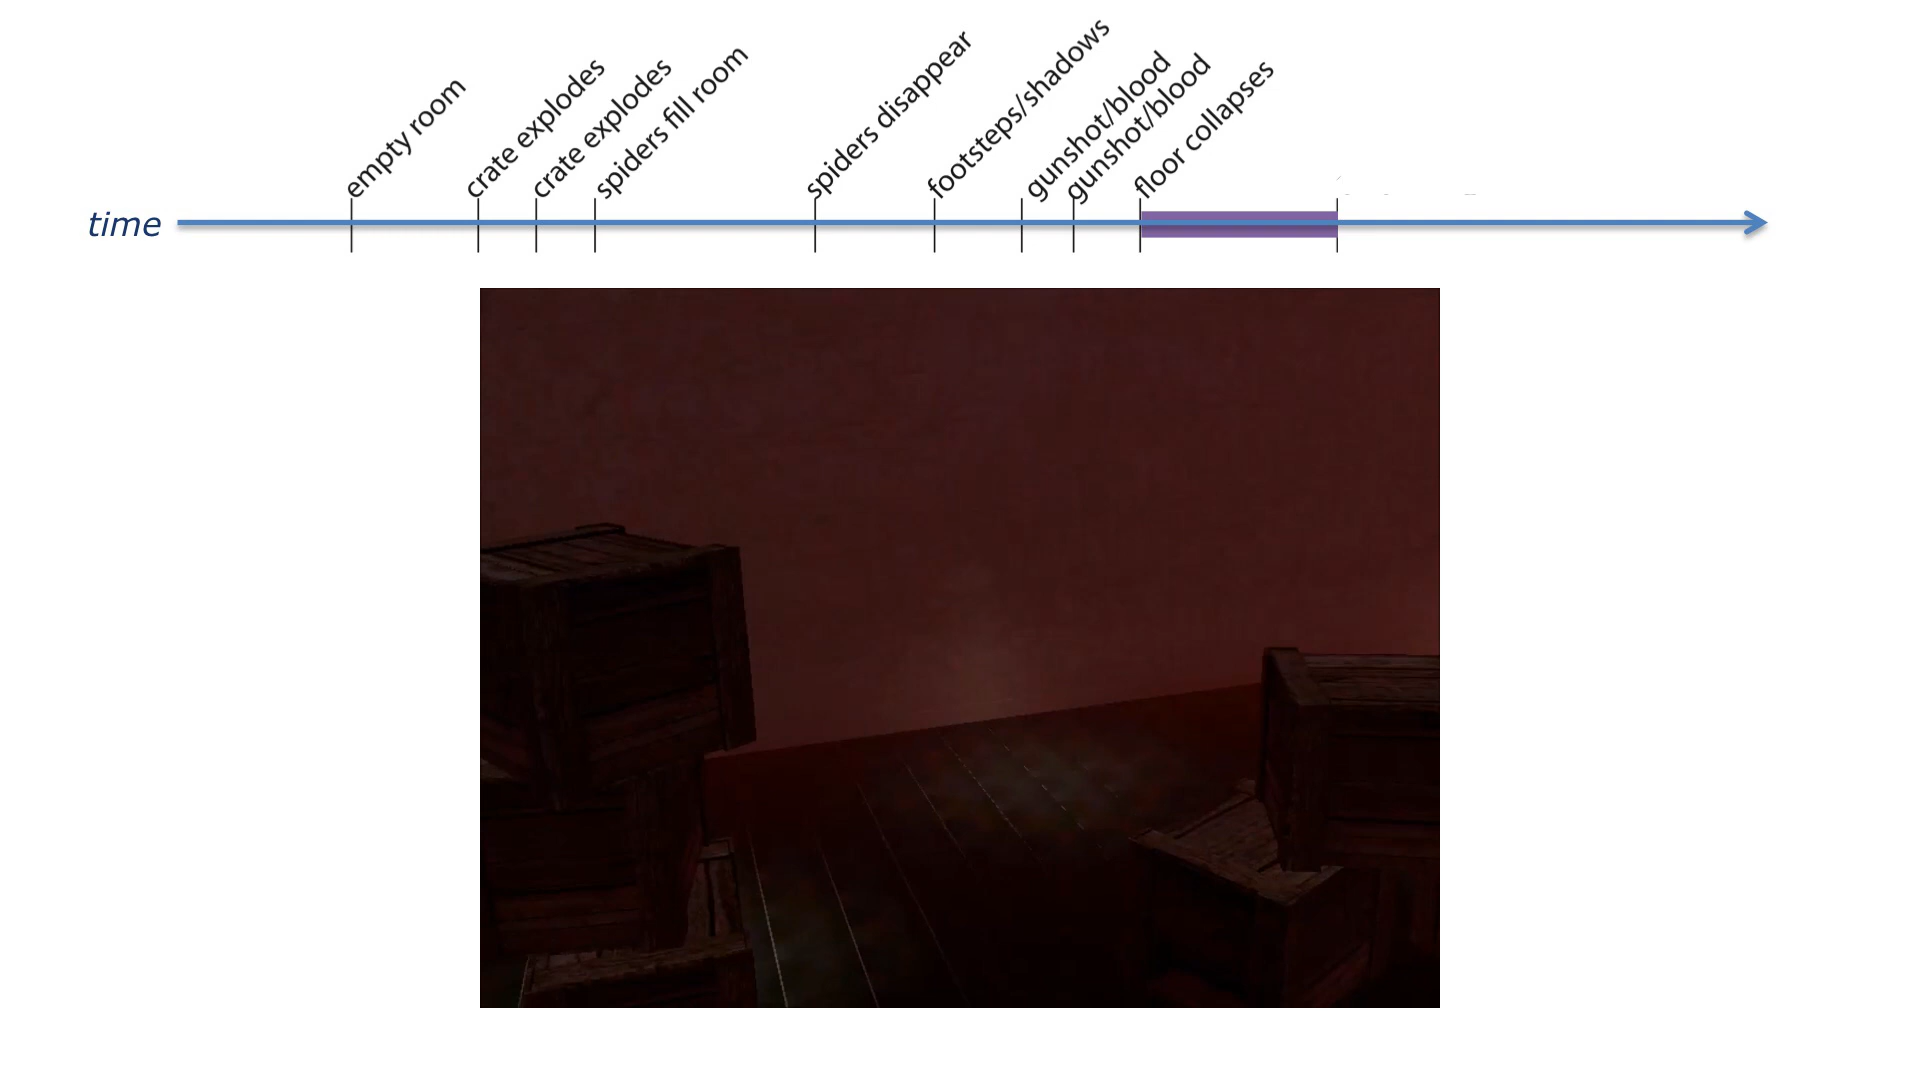 empty room
crate explodes
crate explodes
spiders fill room
spiders disappear
footsteps/shadows
gunshot/blood
gunshot/blood
floor collapses
time